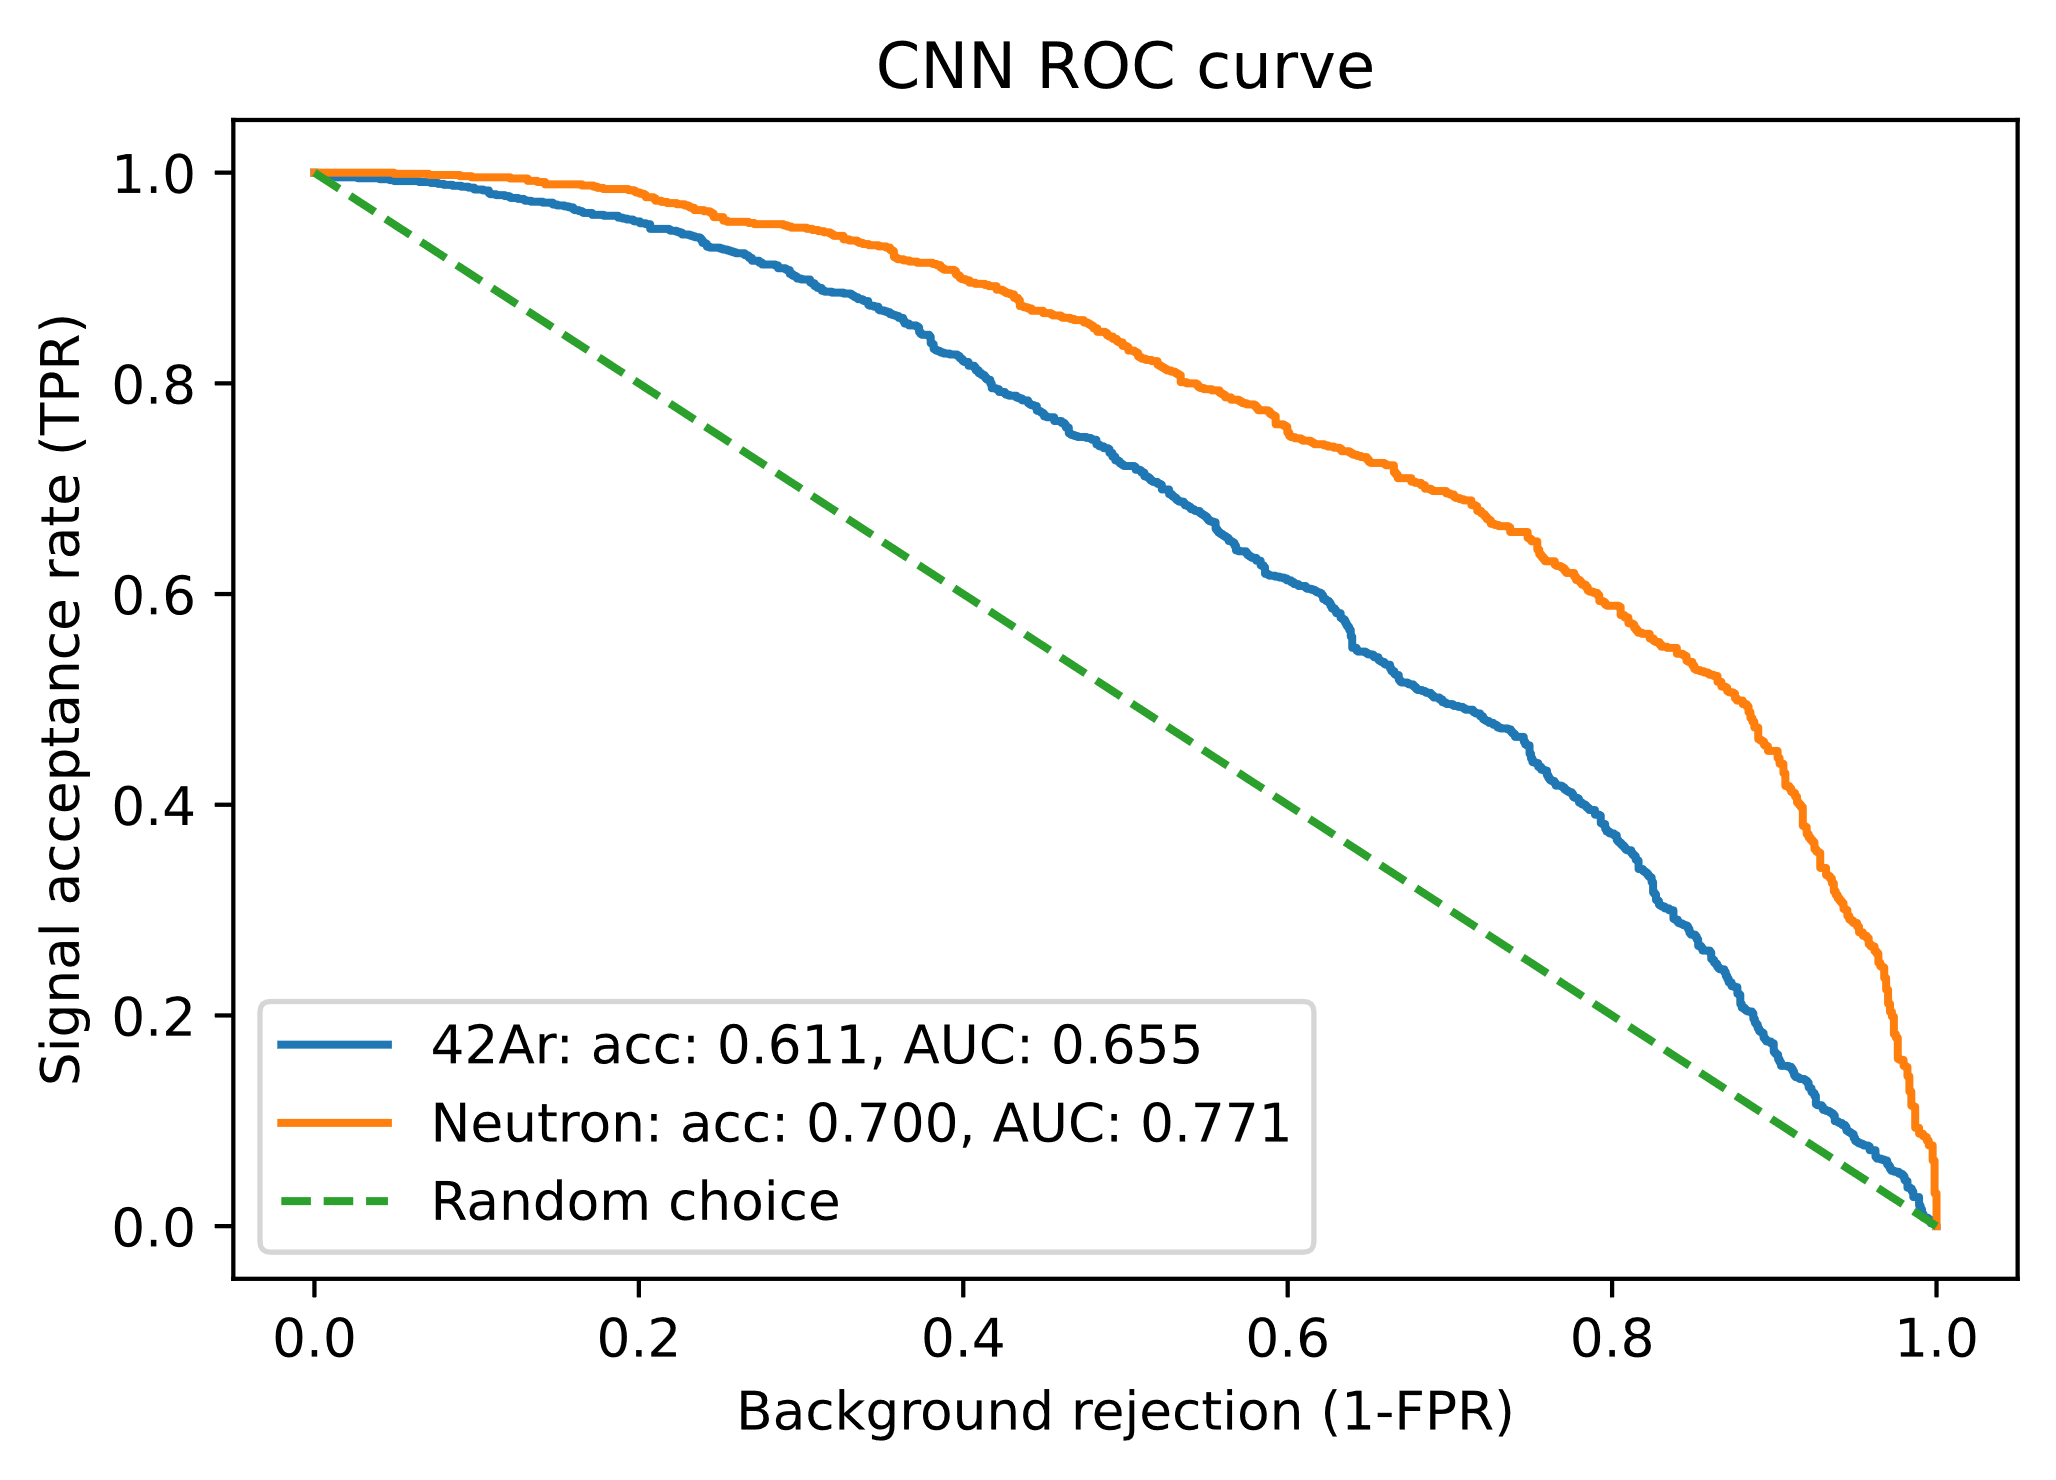 CNN ROC curve
Signal acceptance rate (TPR)
1.0
0.8
0.6
0.4
0.2
0.0
42Ar: acc: 0.611, AUC: 0.655
Neutron: acc: 0.700, AUC: 0.771
Random choice
0.0 0.2 0.4 0.6 0.8 1.0
Background rejection (1-FPR)